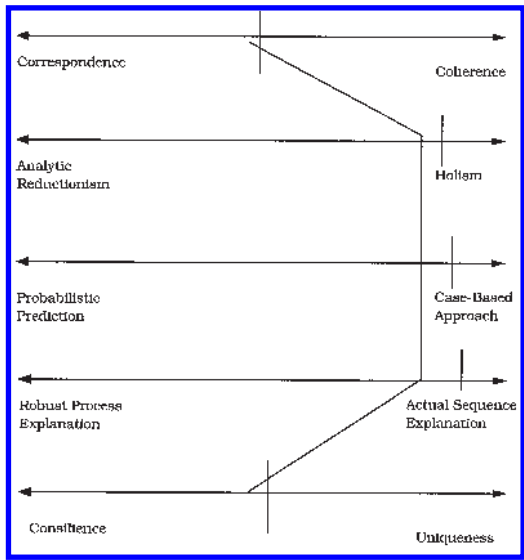 Correspondence
Coherence
Analytic
Reductionism
Holism
Probabilistic
Prediction
Case-Based
Approach
Robust Process
Explanation
Actual Sequence
Explanation
Consilience
Uniqueness